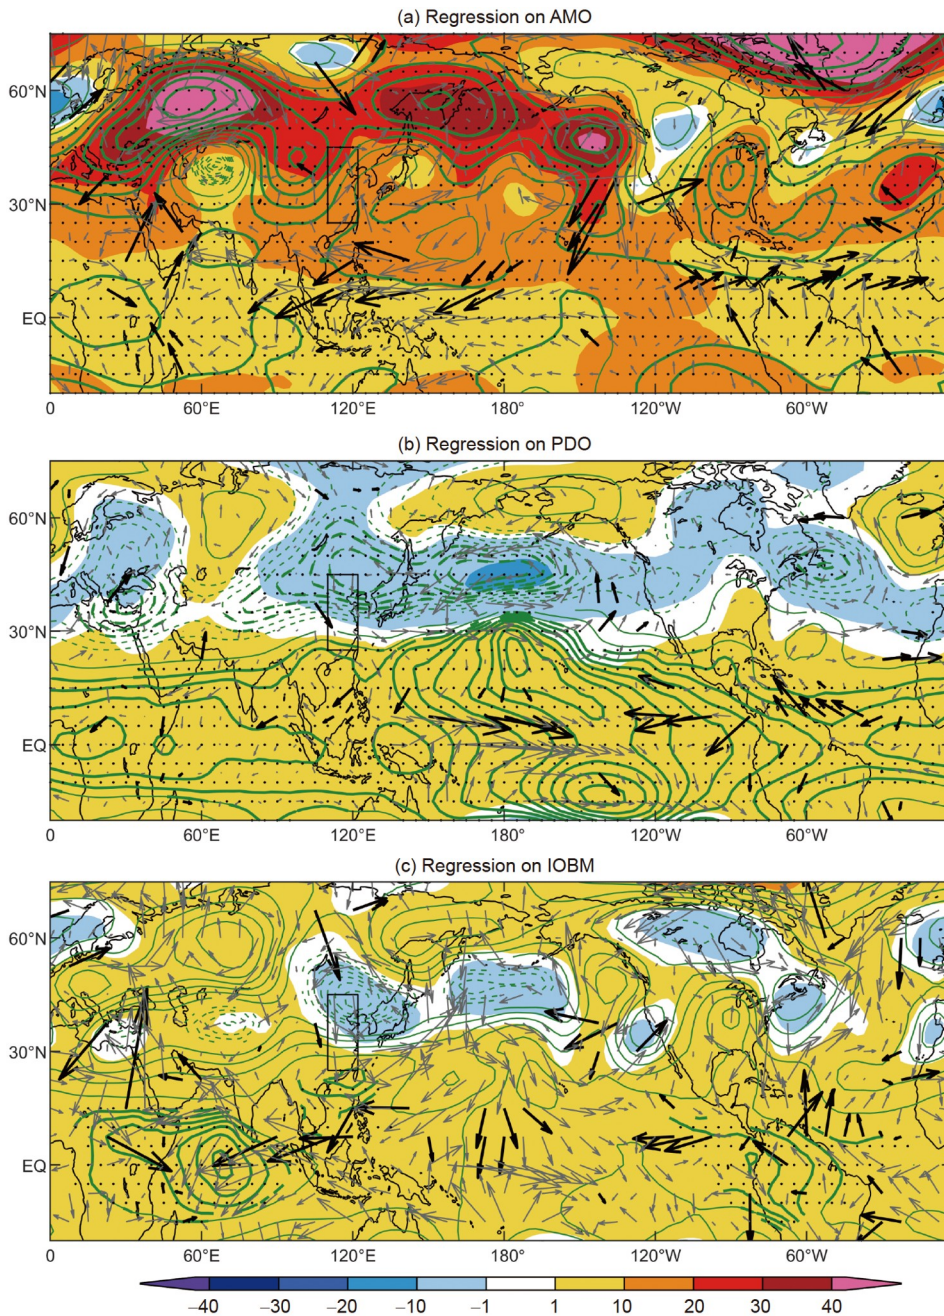 (a) Regression on AMO
60°N
30°N
EQ
0 60°E 120°E 180° 120°W 60°W
(b) Regression on PDO
60°N
30°N
EQ
0 60°E 120°E 180° 120°W 60°W
(c) Regression on IOBM
60°N
30°N
EQ
0 60°E 120°E 180° 120°W 60°W
−40 −30 −20 −10 −1 1 10 20 30 40